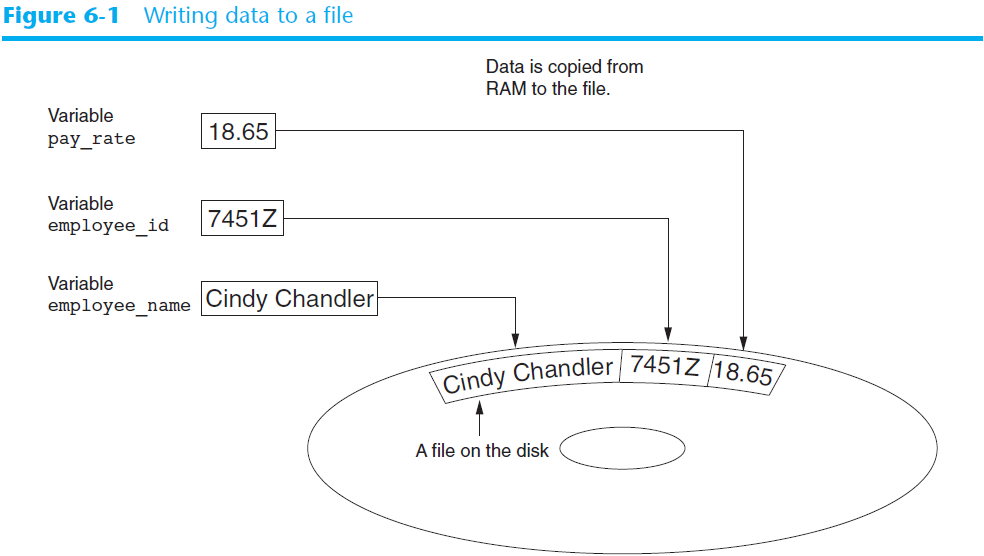 Figure 6-1 Writing data to a file
Data is copied from
RAM to the file.
Variable
pay_rate
18.65
Variable
employee_id
7451Z
Variable
employee_name
Cindy Chandler
Cindy Chandler 7451Z 18.65
A file on the disk